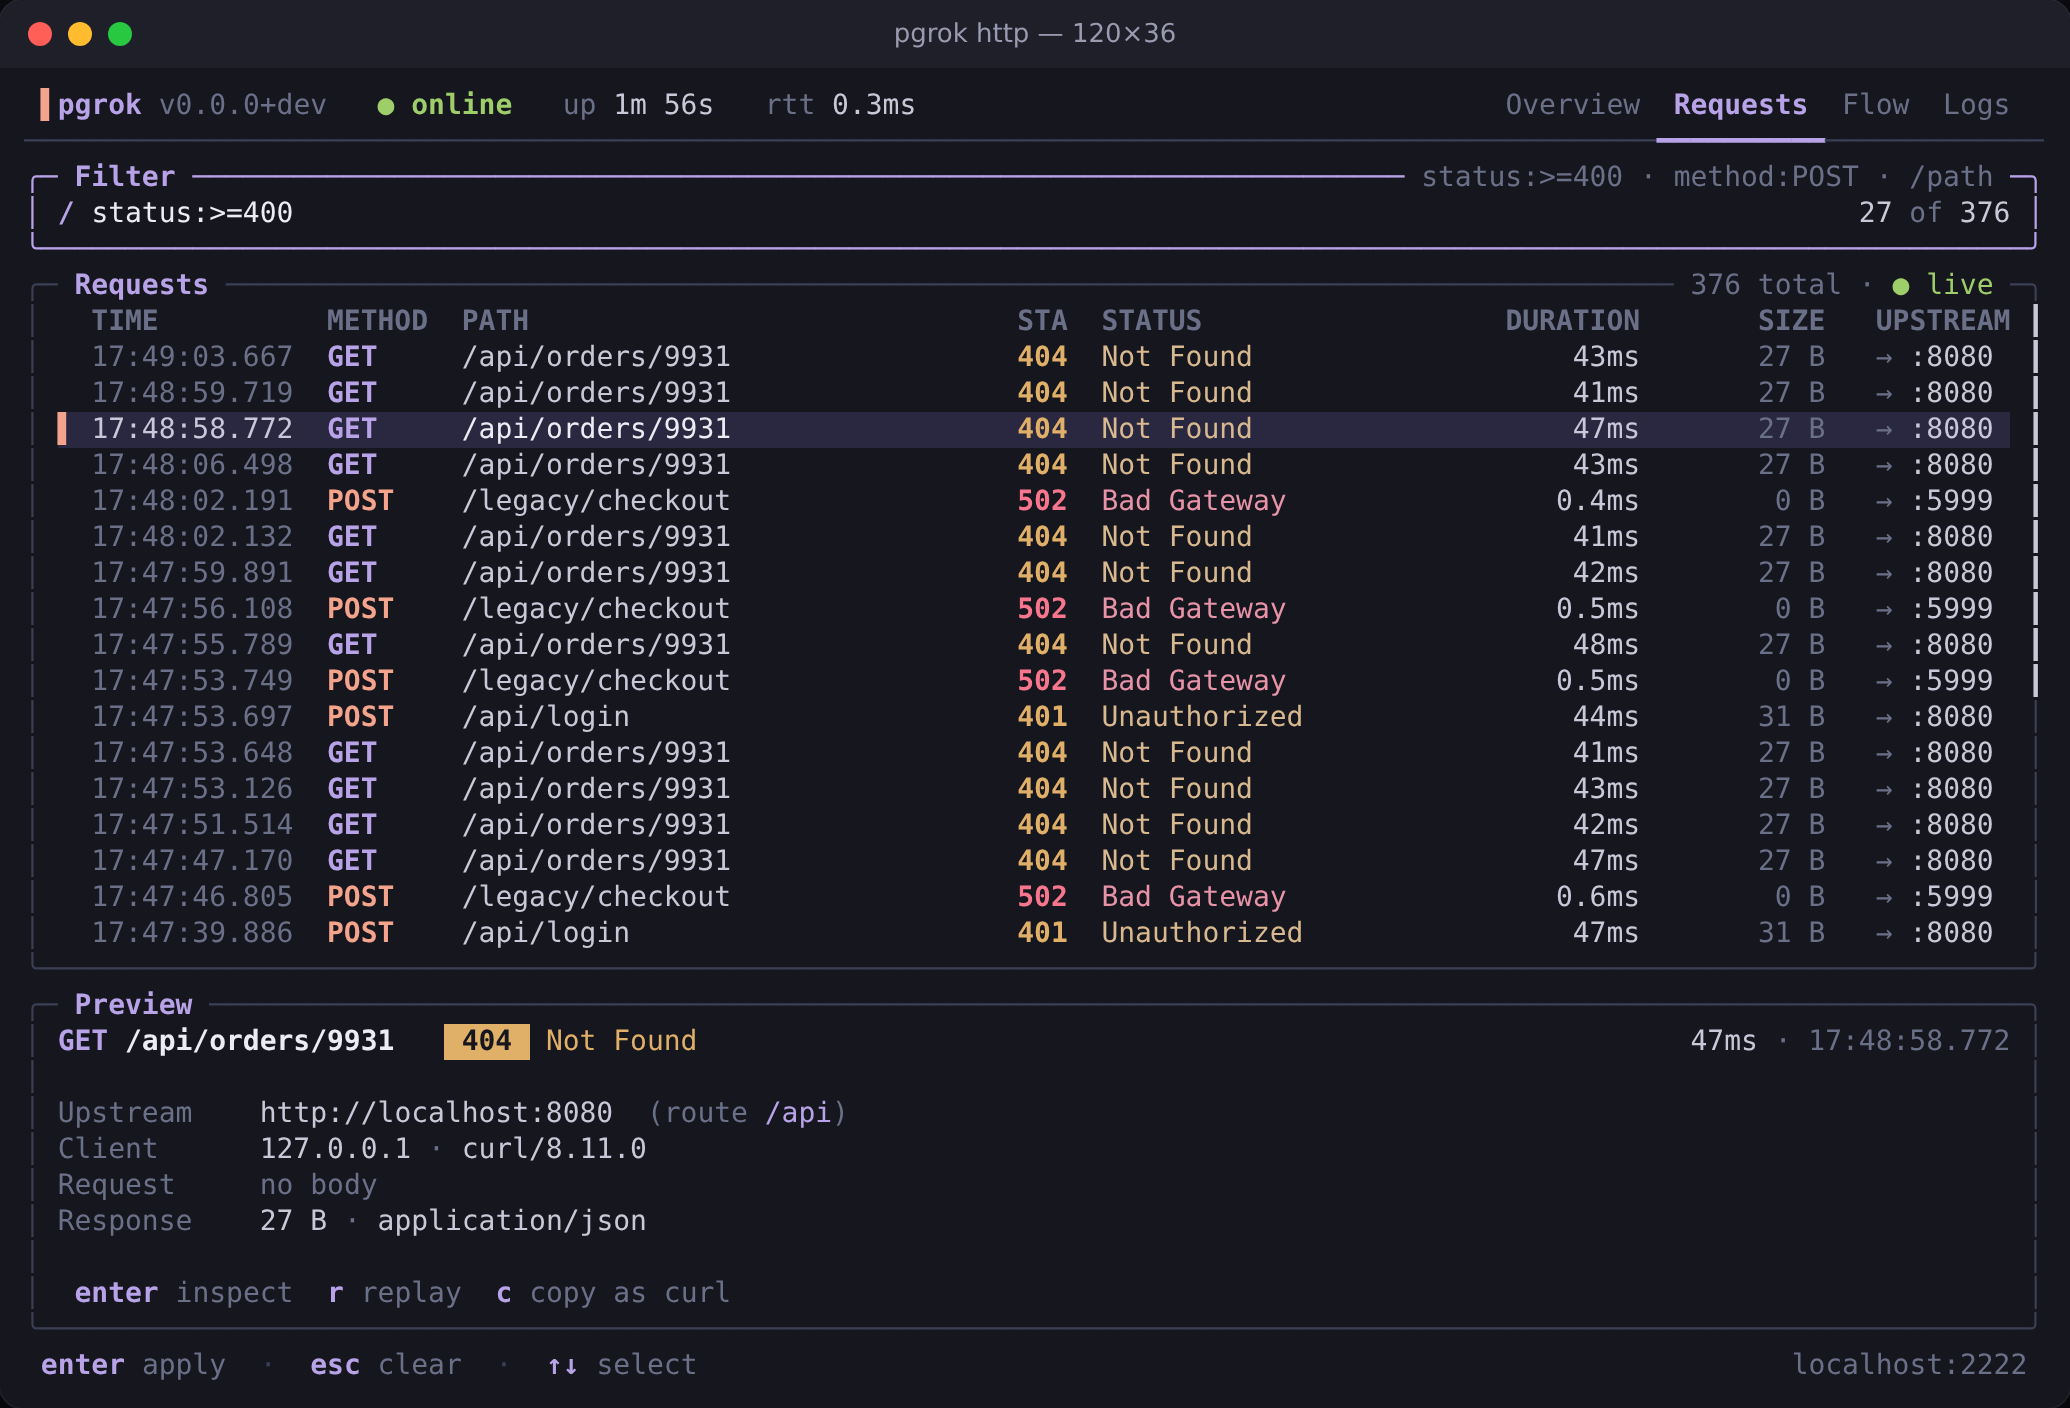 pgrok http — 120×36
pgrok v0.0.0+dev ● online up 1m 56s rtt 0.3ms Overview Requests Flow Logs
Filter status:>=400 · method:POST · /path
/ status:>=400 27 of 376
Requests 376 total · ● live
TIME METHOD PATH STA STATUS DURATION SIZE UPSTREAM
17:49:03.667 GET /api/orders/9931 404 Not Found 43ms 27 B → :8080
17:48:59.719 GET /api/orders/9931 404 Not Found 41ms 27 B → :8080
17:48:58.772 GET /api/orders/9931 404 Not Found 47ms 27 B → :8080
17:48:06.498 GET /api/orders/9931 404 Not Found 43ms 27 B → :8080
17:48:02.191 POST /legacy/checkout 502 Bad Gateway 0.4ms 0 B → :5999
17:48:02.132 GET /api/orders/9931 404 Not Found 41ms 27 B → :8080
17:47:59.891 GET /api/orders/9931 404 Not Found 42ms 27 B → :8080
17:47:56.108 POST /legacy/checkout 502 Bad Gateway 0.5ms 0 B → :5999
17:47:55.789 GET /api/orders/9931 404 Not Found 48ms 27 B → :8080
17:47:53.749 POST /legacy/checkout 502 Bad Gateway 0.5ms 0 B → :5999
17:47:53.697 POST /api/login 401 Unauthorized 44ms 31 B → :8080
17:47:53.648 GET /api/orders/9931 404 Not Found 41ms 27 B → :8080
17:47:53.126 GET /api/orders/9931 404 Not Found 43ms 27 B → :8080
17:47:51.514 GET /api/orders/9931 404 Not Found 42ms 27 B → :8080
17:47:47.170 GET /api/orders/9931 404 Not Found 47ms 27 B → :8080
17:47:46.805 POST /legacy/checkout 502 Bad Gateway 0.6ms 0 B → :5999
17:47:39.886 POST /api/login 401 Unauthorized 47ms 31 B → :8080
Preview
GET /api/orders/9931 404 Not Found 47ms · 17:48:58.772
Upstream http://localhost:8080 (route /api)
Client 127.0.0.1 · curl/8.11.0
Request no body
Response 27 B · application/json
enter inspect r replay c copy as curl
enter apply · esc clear · ↑↓ select localhost:2222